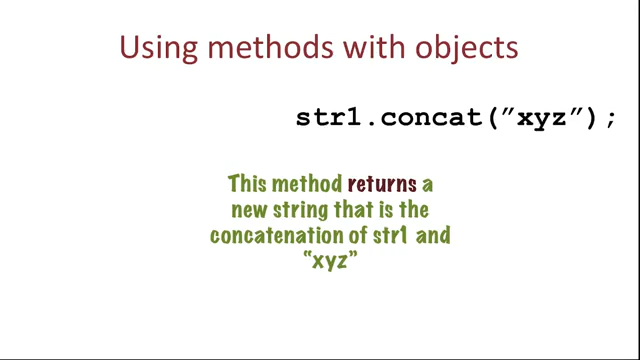 Using methods with objects
str1.concat(”xyz”);
This method returns a
new string that is the
concatenation of str1 and
“xyz”